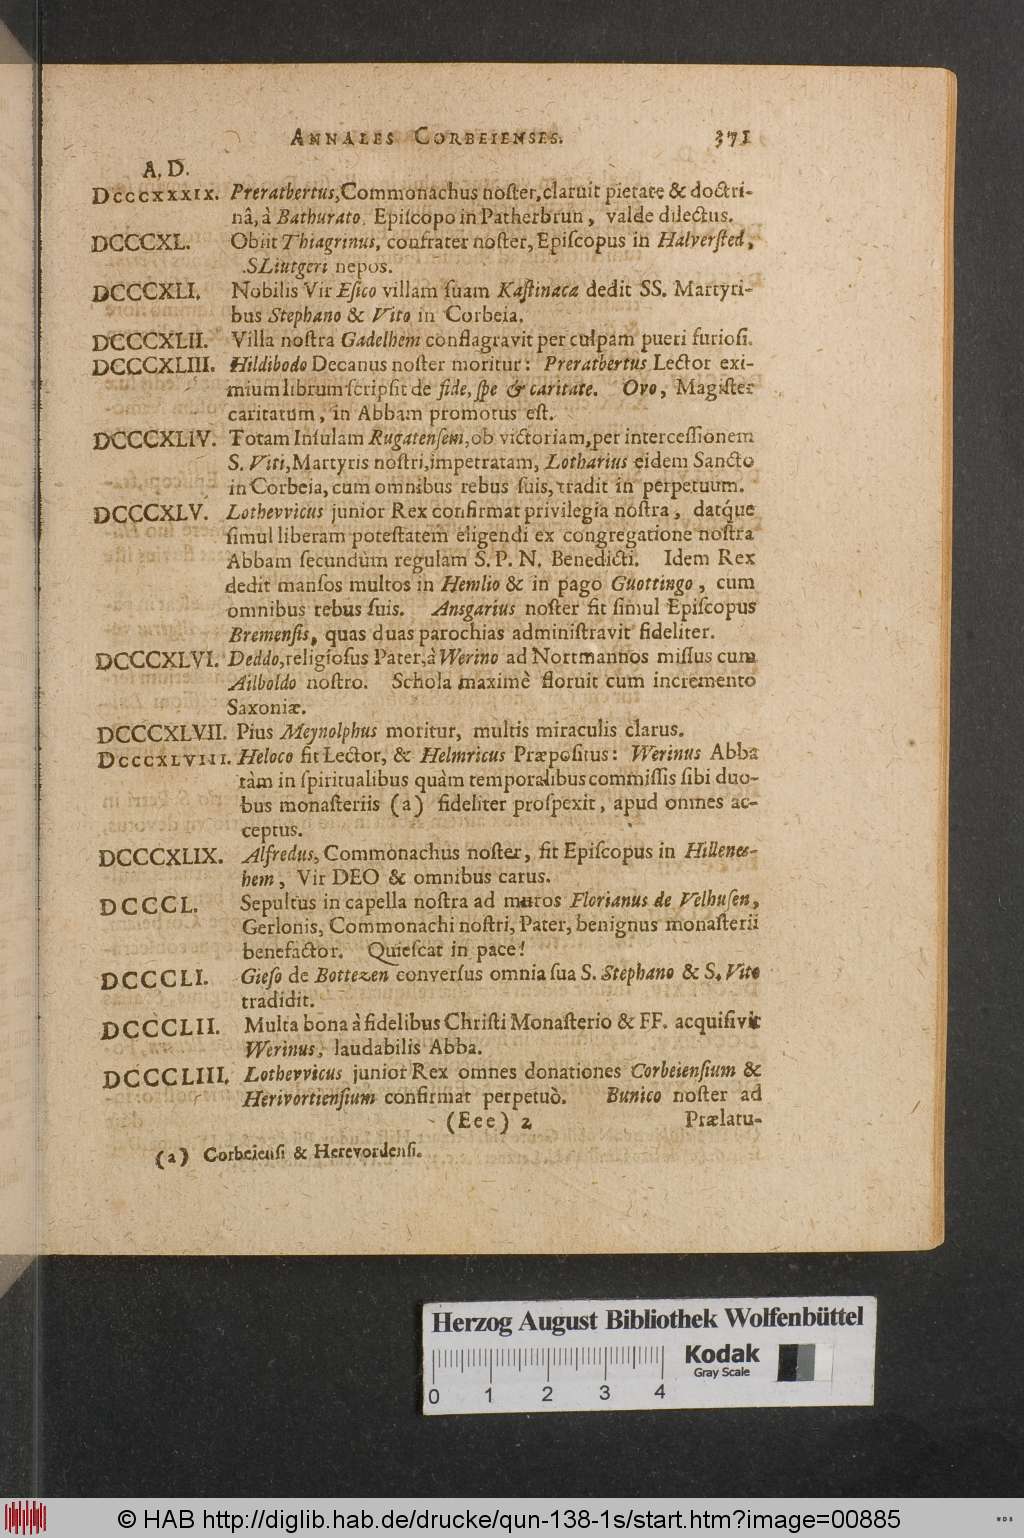 ANNALES CORBEIENSES. 371
A. D.
DCCCXXXIX. Preratbertus, Commonachus noster, claruit pietate & doctri-
nâ, à Bathurato, Episcopo in Patherbrun, valde dilectus.
DCCCXL. Obiit Thiagrinus, confrater noster, Episcopus in Halversted,
S Liutgeri nepos.
DCCCXLI. Nobilis Vir Esico villam suam Kastinaca dedit SS. Martyri-
bus Stephano & Vito in Corbeia.
DCCCXLII. Villa nostra Gadelhem conflagravit per culpam pueri furiosi.
DCCCXLIII. Hildibodo Decanus noster moritur: Preratbertus Lector exi-
mium librum scripsit de fide, spe & caritate. Ovo, Magister
caritatum, in Abbam promotus est.
DCCCXLIV. Totam Insulam Rugatensem, ob victoriam, per intercessionem
S. Viti, Martyris nostri, impetratam, Lotharius eidem Sancto
in Corbeia, cum omnibus rebus suis, tradit in perpetuum.
DCCCXLV. Lothevvicus junior Rex confirmat privilegia nostra, datque
simul liberam potestatem eligendi ex congregatione nostra
Abbam secundùm regulam S. P. N. Benedicti. Idem Rex
dedit mansos multos in Hemlio & in pago Guottingo, cum
omnibus rebus suis. Ansgarius noster fit simul Episcopus
Bremensis, quas duas parochias administravit fideliter.
DCCCXLVI. Deddo, religiosus Pater, à Werino ad Nortmannos missus cum
Ailboldo nostro. Schola maximè floruit cum incremento
Saxoniæ.
DCCCXLVII. Pius Meynolphus moritur, multis miraculis clarus.
DCCCXLVIII. Heloco fit Lector, & Helmricus Præpositus: Werinus Abba
tàm in spiritualibus quàm temporalibus commissis sibi duo-
bus monasteriis (a) fideliter prospexit, apud omnes ac-
ceptus.
DCCCXLIX. Alfredus, Commonachus noster, fit Episcopus in Hillenes-
hem, Vir DEO & omnibus carus.
DCCCL. Sepultus in capella nostra ad muros Florianus de Velhusen,
Gerlonis, Commonachi nostri, Pater, benignus monasterii
benefactor. Quiescat in pace!
DCCCLI. Gieso de Bottezen conversus omnia sua S. Stephano & S. Vito
tradidit.
DCCCLII. Multa bona à fidelibus Christi Monasterio & FF. acquisivit
Werinus, laudabilis Abba.
DCCCLIII. Lothevvicus junior Rex omnes donationes Corbeiensium &
Herivortiensium confirmat perpetuò. Bunico noster ad
(Eee) 2 Prælatu-
(a) Corbeiensi & Herevordensi.
Herzog August Bibliothek Wolfenbüttel
Kodak
Gray Scale
0 1 2 3 4
© HAB http://diglib.hab.de/drucke/qun-138-1s/start.htm?image=00885